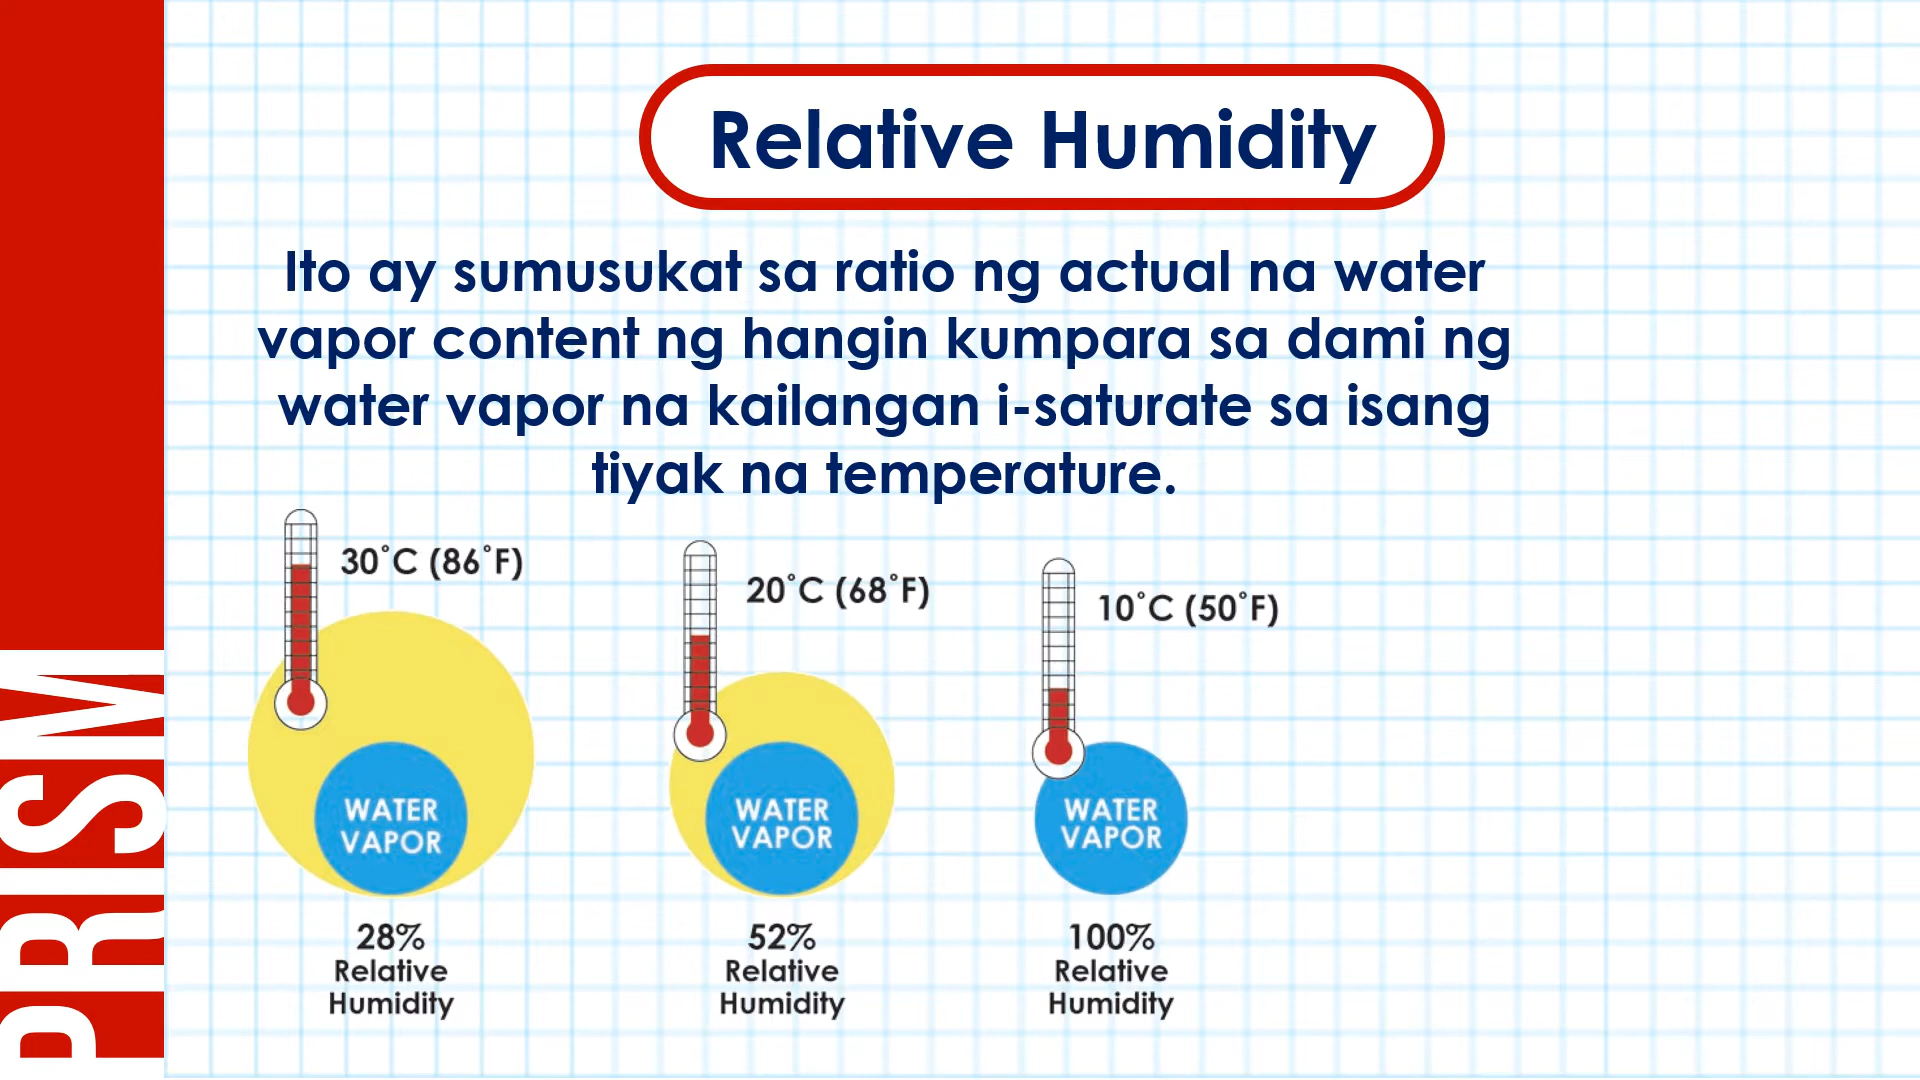 Relative Humidity
Ito ay sumusukat sa ratio ng actual na water
vapor content ng hangin kumpara sa dami ng
water vapor na kailangan i-saturate sa isang
tiyak na temperature.
30˚C (86˚F)
20˚C (68˚F)
10˚C (50˚F)
WATER
VAPOR
WATER
VAPOR
WATER
VAPOR
28%
Relative
Humidity
52%
Relative
Humidity
100%
Relative
Humidity
PRISM